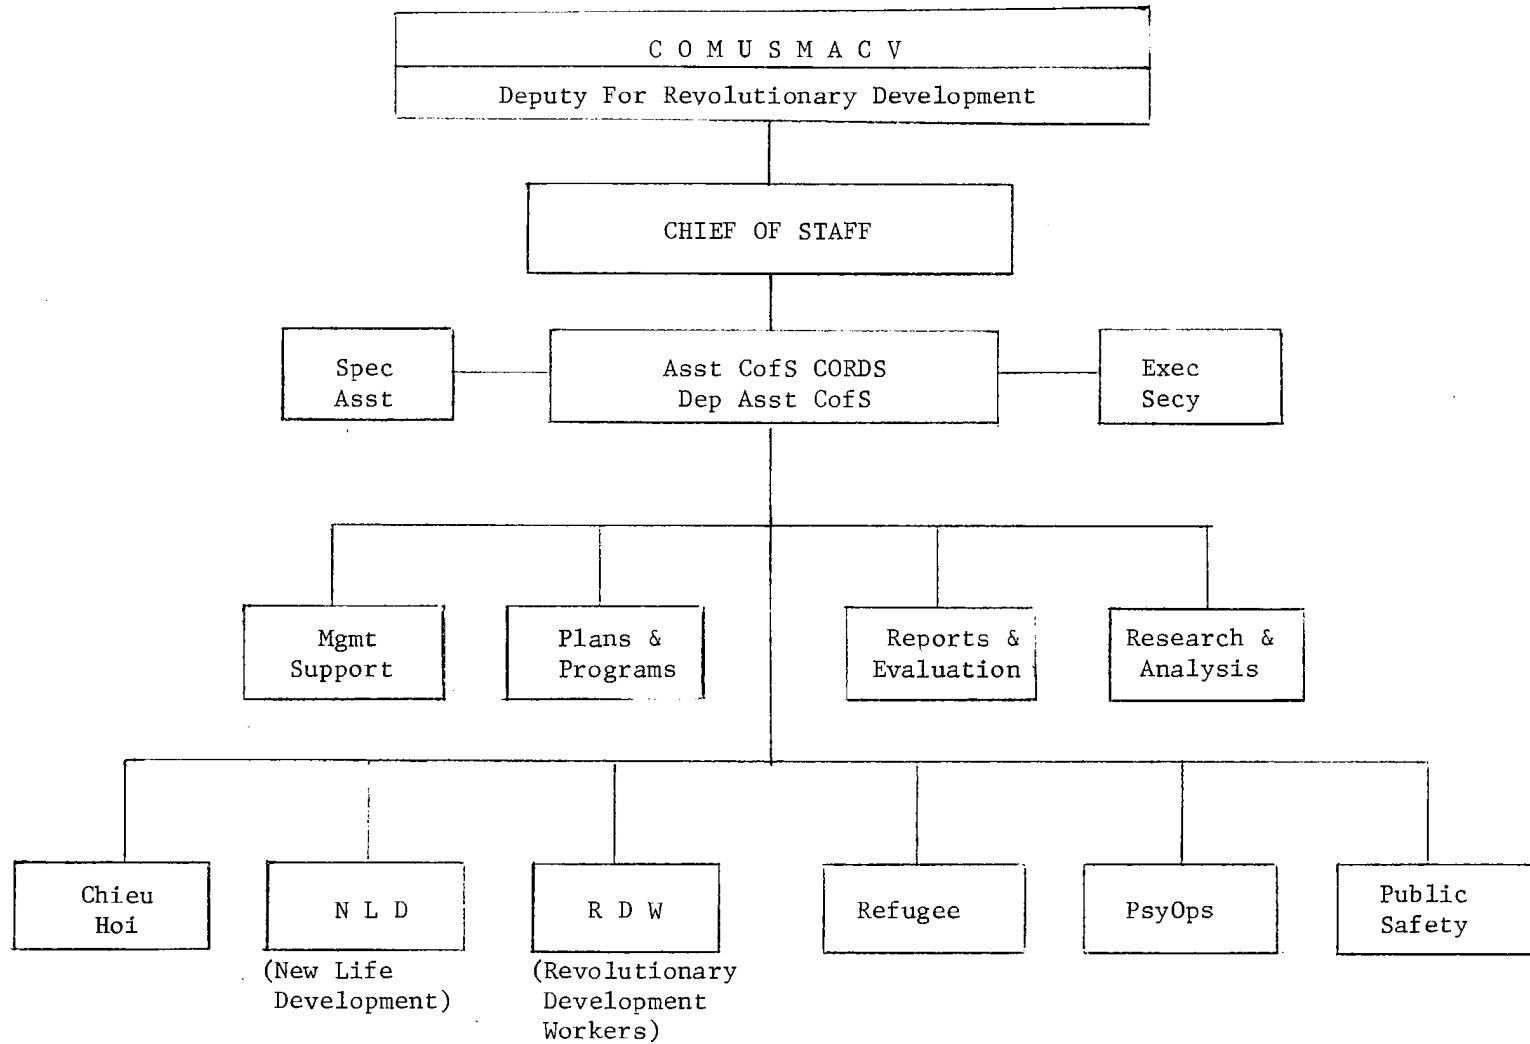 C O M U S M A C V
Deputy For Revolutionary Development
CHIEF OF STAFF
Spec
Asst
Asst CofS CORDS
Dep Asst CofS
Exec
Secy
Mgmt
Support
Plans &
Programs
Reports &
Evaluation
Research &
Analysis
Chieu
Hoi
N L D
(New Life
Development)
R D W
(Revolutionary
Development
Workers)
Refugee
PsyOps
Public
Safety